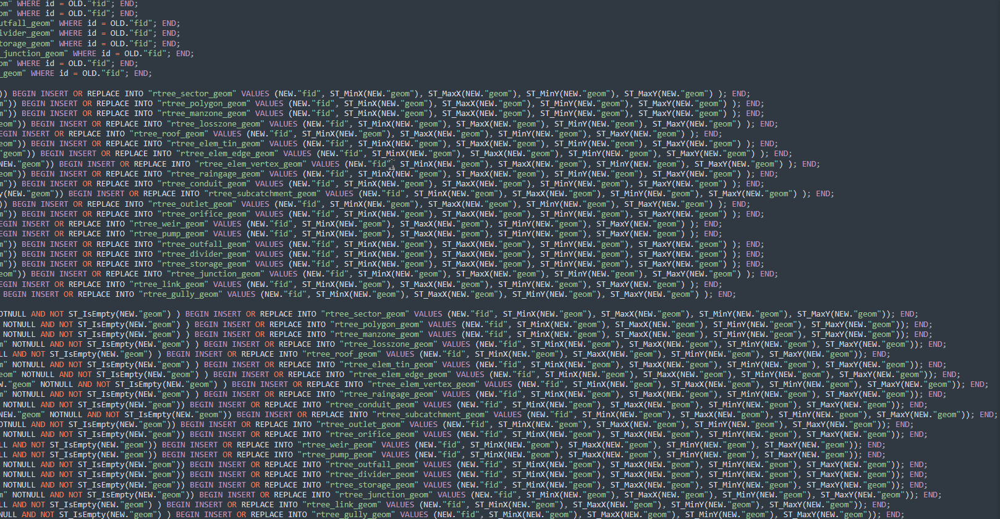 om" WHERE id = OLD."fid"; END;
om" WHERE id = OLD."fid"; END;
utfall_geom" WHERE id = OLD."fid"; END;
ivider_geom" WHERE id = OLD."fid"; END;
torage_geom" WHERE id = OLD."fid"; END;
_junction_geom" WHERE id = OLD."fid"; END;
om" WHERE id = OLD."fid"; END;
_geom" WHERE id = OLD."fid"; END;
)) BEGIN INSERT OR REPLACE INTO "rtree_sector_geom" VALUES (NEW."fid", ST_MinX(NEW."geom"), ST_MaxX(NEW."geom"), ST_MinY(NEW."geom"), ST_MaxY(NEW."geom") ); END;
m")) BEGIN INSERT OR REPLACE INTO "rtree_polygon_geom" VALUES (NEW."fid", ST_MinX(NEW."geom"), ST_MaxX(NEW."geom"), ST_MinY(NEW."geom"), ST_MaxY(NEW."geom") ); END;
m")) BEGIN INSERT OR REPLACE INTO "rtree_manzone_geom" VALUES (NEW."fid", ST_MinX(NEW."geom"), ST_MaxX(NEW."geom"), ST_MinY(NEW."geom"), ST_MaxY(NEW."geom") ); END;
eom")) BEGIN INSERT OR REPLACE INTO "rtree_losszone_geom" VALUES (NEW."fid", ST_MinX(NEW."geom"), ST_MaxX(NEW."geom"), ST_MinY(NEW."geom"), ST_MaxY(NEW."geom") ); END;
EGIN INSERT OR REPLACE INTO "rtree_roof_geom" VALUES (NEW."fid", ST_MinX(NEW."geom"), ST_MaxX(NEW."geom"), ST_MinY(NEW."geom"), ST_MaxY(NEW."geom") ); END;
eom")) BEGIN INSERT OR REPLACE INTO "rtree_elem_tin_geom" VALUES (NEW."fid", ST_MinX(NEW."geom"), ST_MaxX(NEW."geom"), ST_MinY(NEW."geom"), ST_MaxY(NEW."geom") ); END;
"geom")) BEGIN INSERT OR REPLACE INTO "rtree_elem_edge_geom" VALUES (NEW."fid", ST_MinX(NEW."geom"), ST_MaxX(NEW."geom"), ST_MinY(NEW."geom"), ST_MaxY(NEW."geom") ); END;
NEW."geom")) BEGIN INSERT OR REPLACE INTO "rtree_elem_vertex_geom" VALUES (NEW."fid", ST_MinX(NEW."geom"), ST_MaxX(NEW."geom"), ST_MinY(NEW."geom"), ST_MaxY(NEW."geom") ); END;
eom")) BEGIN INSERT OR REPLACE INTO "rtree_raingage_geom" VALUES (NEW."fid", ST_MinX(NEW."geom"), ST_MaxX(NEW."geom"), ST_MinY(NEW."geom"), ST_MaxY(NEW."geom") ); END;
m")) BEGIN INSERT OR REPLACE INTO "rtree_conduit_geom" VALUES (NEW."fid", ST_MinX(NEW."geom"), ST_MaxX(NEW."geom"), ST_MinY(NEW."geom"), ST_MaxY(NEW."geom") ); END;
y(NEW."geom")) BEGIN INSERT OR REPLACE INTO "rtree_subcatchment_geom" VALUES (NEW."fid", ST_MinX(NEW."geom"), ST_MaxX(NEW."geom"), ST_MinY(NEW."geom"), ST_MaxY(NEW."geom") ); END;
)) BEGIN INSERT OR REPLACE INTO "rtree_outlet_geom" VALUES (NEW."fid", ST_MinX(NEW."geom"), ST_MaxX(NEW."geom"), ST_MinY(NEW."geom"), ST_MaxY(NEW."geom") ); END;
m")) BEGIN INSERT OR REPLACE INTO "rtree_orifice_geom" VALUES (NEW."fid", ST_MinX(NEW."geom"), ST_MaxX(NEW."geom"), ST_MinY(NEW."geom"), ST_MaxY(NEW."geom") ); END;
EGIN INSERT OR REPLACE INTO "rtree_weir_geom" VALUES (NEW."fid", ST_MinX(NEW."geom"), ST_MaxX(NEW."geom"), ST_MinY(NEW."geom"), ST_MaxY(NEW."geom") ); END;
EGIN INSERT OR REPLACE INTO "rtree_pump_geom" VALUES (NEW."fid", ST_MinX(NEW."geom"), ST_MaxX(NEW."geom"), ST_MinY(NEW."geom"), ST_MaxY(NEW."geom") ); END;
m")) BEGIN INSERT OR REPLACE INTO "rtree_outfall_geom" VALUES (NEW."fid", ST_MinX(NEW."geom"), ST_MaxX(NEW."geom"), ST_MinY(NEW."geom"), ST_MaxY(NEW."geom") ); END;
m")) BEGIN INSERT OR REPLACE INTO "rtree_divider_geom" VALUES (NEW."fid", ST_MinX(NEW."geom"), ST_MaxX(NEW."geom"), ST_MinY(NEW."geom"), ST_MaxY(NEW."geom") ); END;
m")) BEGIN INSERT OR REPLACE INTO "rtree_storage_geom" VALUES (NEW."fid", ST_MinX(NEW."geom"), ST_MaxX(NEW."geom"), ST_MinY(NEW."geom"), ST_MaxY(NEW."geom") ); END;
eom")) BEGIN INSERT OR REPLACE INTO "rtree_junction_geom" VALUES (NEW."fid", ST_MinX(NEW."geom"), ST_MaxX(NEW."geom"), ST_MinY(NEW."geom"), ST_MaxY(NEW."geom") ); END;
EGIN INSERT OR REPLACE INTO "rtree_link_geom" VALUES (NEW."fid", ST_MinX(NEW."geom"), ST_MaxX(NEW."geom"), ST_MinY(NEW."geom"), ST_MaxY(NEW."geom") ); END;
BEGIN INSERT OR REPLACE INTO "rtree_gully_geom" VALUES (NEW."fid", ST_MinX(NEW."geom"), ST_MaxX(NEW."geom"), ST_MinY(NEW."geom"), ST_MaxY(NEW."geom") ); END;
OTNULL AND NOT ST_IsEmpty(NEW."geom") ) BEGIN INSERT OR REPLACE INTO "rtree_sector_geom" VALUES (NEW."fid", ST_MinX(NEW."geom"), ST_MaxX(NEW."geom"), ST_MinY(NEW."geom"), ST_MaxY(NEW."geom")); END;
NOTNULL AND NOT ST_IsEmpty(NEW."geom") ) BEGIN INSERT OR REPLACE INTO "rtree_polygon_geom" VALUES (NEW."fid", ST_MinX(NEW."geom"), ST_MaxX(NEW."geom"), ST_MinY(NEW."geom"), ST_MaxY(NEW."geom")); END;
NOTNULL AND NOT ST_IsEmpty(NEW."geom") ) BEGIN INSERT OR REPLACE INTO "rtree_manzone_geom" VALUES (NEW."fid", ST_MinX(NEW."geom"), ST_MaxX(NEW."geom"), ST_MinY(NEW."geom"), ST_MaxY(NEW."geom")); END;
m" NOTNULL AND NOT ST_IsEmpty(NEW."geom") ) BEGIN INSERT OR REPLACE INTO "rtree_losszone_geom" VALUES (NEW."fid", ST_MinX(NEW."geom"), ST_MaxX(NEW."geom"), ST_MinY(NEW."geom"), ST_MaxY(NEW."geom")); END;
LL AND NOT ST_IsEmpty(NEW."geom") ) BEGIN INSERT OR REPLACE INTO "rtree_roof_geom" VALUES (NEW."fid", ST_MinX(NEW."geom"), ST_MaxX(NEW."geom"), ST_MinY(NEW."geom"), ST_MaxY(NEW."geom")); END;
m" NOTNULL AND NOT ST_IsEmpty(NEW."geom") ) BEGIN INSERT OR REPLACE INTO "rtree_elem_tin_geom" VALUES (NEW."fid", ST_MinX(NEW."geom"), ST_MaxX(NEW."geom"), ST_MinY(NEW."geom"), ST_MaxY(NEW."geom")); END;
eom" NOTNULL AND NOT ST_IsEmpty(NEW."geom") ) BEGIN INSERT OR REPLACE INTO "rtree_elem_edge_geom" VALUES (NEW."fid", ST_MinX(NEW."geom"), ST_MaxX(NEW."geom"), ST_MinY(NEW."geom"), ST_MaxY(NEW."geom")); END;
W."geom" NOTNULL AND NOT ST_IsEmpty(NEW."geom") ) BEGIN INSERT OR REPLACE INTO "rtree_elem_vertex_geom" VALUES (NEW."fid", ST_MinX(NEW."geom"), ST_MaxX(NEW."geom"), ST_MinY(NEW."geom"), ST_MaxY(NEW."geom")); END;
m" NOTNULL AND NOT ST_IsEmpty(NEW."geom") ) BEGIN INSERT OR REPLACE INTO "rtree_raingage_geom" VALUES (NEW."fid", ST_MinX(NEW."geom"), ST_MaxX(NEW."geom"), ST_MinY(NEW."geom"), ST_MaxY(NEW."geom")); END;
NOTNULL AND NOT ST_IsEmpty(NEW."geom")) BEGIN INSERT OR REPLACE INTO "rtree_conduit_geom" VALUES (NEW."fid", ST_MinX(NEW."geom"), ST_MaxX(NEW."geom"), ST_MinY(NEW."geom"), ST_MaxY(NEW."geom")); END;
NEW."geom" NOTNULL AND NOT ST_IsEmpty(NEW."geom")) BEGIN INSERT OR REPLACE INTO "rtree_subcatchment_geom" VALUES (NEW."fid", ST_MinX(NEW."geom"), ST_MaxX(NEW."geom"), ST_MinY(NEW."geom"), ST_MaxY(NEW."geom")); END;
OTNULL AND NOT ST_IsEmpty(NEW."geom")) BEGIN INSERT OR REPLACE INTO "rtree_outlet_geom" VALUES (NEW."fid", ST_MinX(NEW."geom"), ST_MaxX(NEW."geom"), ST_MinY(NEW."geom"), ST_MaxY(NEW."geom")); END;
NOTNULL AND NOT ST_IsEmpty(NEW."geom")) BEGIN INSERT OR REPLACE INTO "rtree_orifice_geom" VALUES (NEW."fid", ST_MinX(NEW."geom"), ST_MaxX(NEW."geom"), ST_MinY(NEW."geom"), ST_MaxY(NEW."geom")); END;
LL AND NOT ST_IsEmpty(NEW."geom")) BEGIN INSERT OR REPLACE INTO "rtree_weir_geom" VALUES (NEW."fid", ST_MinX(NEW."geom"), ST_MaxX(NEW."geom"), ST_MinY(NEW."geom"), ST_MaxY(NEW."geom")); END;
LL AND NOT ST_IsEmpty(NEW."geom")) BEGIN INSERT OR REPLACE INTO "rtree_pump_geom" VALUES (NEW."fid", ST_MinX(NEW."geom"), ST_MaxX(NEW."geom"), ST_MinY(NEW."geom"), ST_MaxY(NEW."geom")); END;
NOTNULL AND NOT ST_IsEmpty(NEW."geom")) BEGIN INSERT OR REPLACE INTO "rtree_outfall_geom" VALUES (NEW."fid", ST_MinX(NEW."geom"), ST_MaxX(NEW."geom"), ST_MinY(NEW."geom"), ST_MaxY(NEW."geom")); END;
NOTNULL AND NOT ST_IsEmpty(NEW."geom")) BEGIN INSERT OR REPLACE INTO "rtree_divider_geom" VALUES (NEW."fid", ST_MinX(NEW."geom"), ST_MaxX(NEW."geom"), ST_MinY(NEW."geom"), ST_MaxY(NEW."geom")); END;
NOTNULL AND NOT ST_IsEmpty(NEW."geom")) BEGIN INSERT OR REPLACE INTO "rtree_storage_geom" VALUES (NEW."fid", ST_MinX(NEW."geom"), ST_MaxX(NEW."geom"), ST_MinY(NEW."geom"), ST_MaxY(NEW."geom")); END;
m" NOTNULL AND NOT ST_IsEmpty(NEW."geom")) BEGIN INSERT OR REPLACE INTO "rtree_junction_geom" VALUES (NEW."fid", ST_MinX(NEW."geom"), ST_MaxX(NEW."geom"), ST_MinY(NEW."geom"), ST_MaxY(NEW."geom")); END;
LL AND NOT ST_IsEmpty(NEW."geom") ) BEGIN INSERT OR REPLACE INTO "rtree_link_geom" VALUES (NEW."fid", ST_MinX(NEW."geom"), ST_MaxX(NEW."geom"), ST_MinY(NEW."geom"), ST_MaxY(NEW."geom")); END;
NULL AND NOT ST_IsEmpty(NEW."geom") ) BEGIN INSERT OR REPLACE INTO "rtree_gully_geom" VALUES (NEW."fid", ST_MinX(NEW."geom"), ST_MaxX(NEW."geom"), ST_MinY(NEW."geom"), ST_MaxY(NEW."geom")); END;